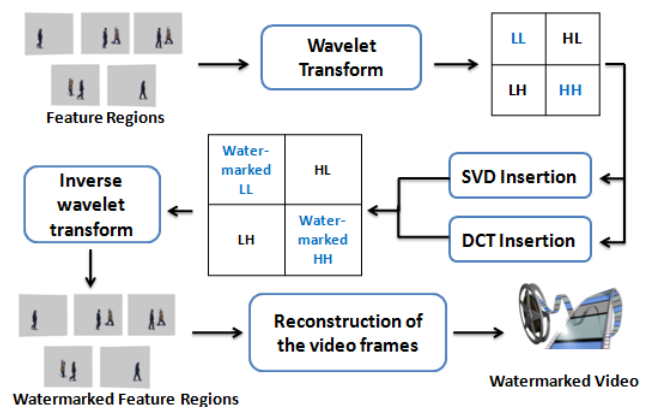 Feature Regions
Wavelet
Transform
LL
HL
LH
HH
SVD Insertion
DCT Insertion
Water-
marked
LL
HL
LH
Water-
marked
HH
Inverse
wavelet
transform
Watermarked Feature Regions
Reconstruction of
the video frames
Watermarked Video